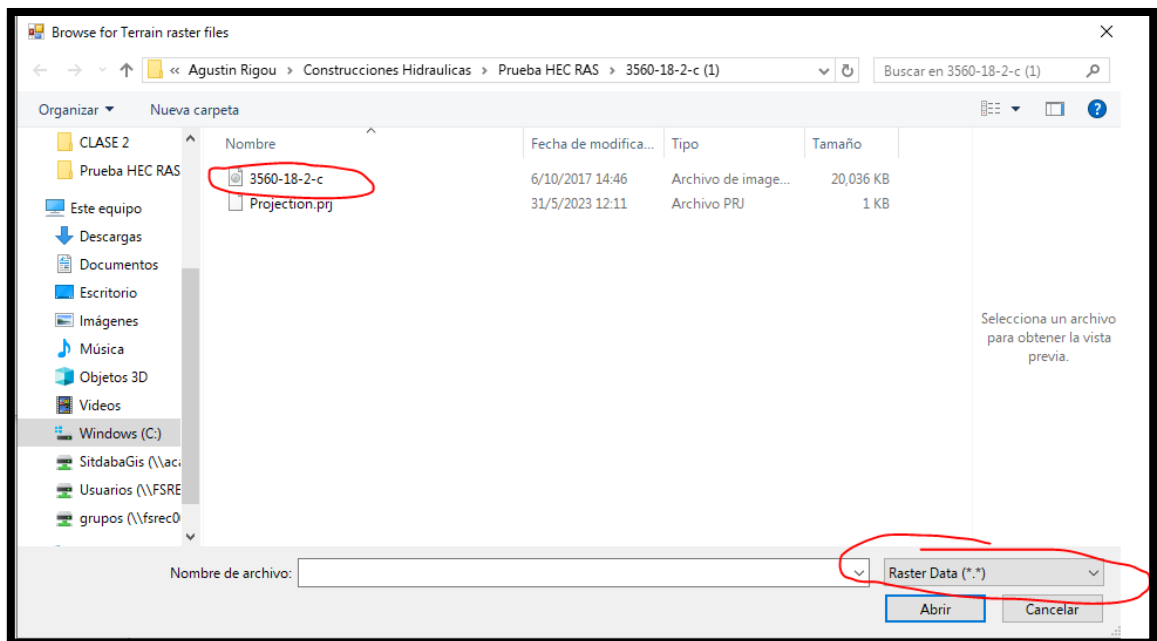 Browse for Terrain raster files
« Agustin Rigou > Construcciones Hidraulicas > Prueba HEC RAS > 3560-18-2-c (1)
Buscar en 3560-18-2-c (1)
Organizar Nueva carpeta
CLASE 2
Prueba HEC RAS
Este equipo
Descargas
Documentos
Escritorio
Imágenes
Música
Objetos 3D
Videos
Windows (C:)
SitdabaGis (\\aca
Usuarios (\\FSRE
grupos (\\fsrec0
Nombre Fecha de modifica... Tipo Tamaño
3560-18-2-c 6/10/2017 14:46 Archivo de image... 20,036 KB
Projection.prj 31/5/2023 12:11 Archivo PRJ 1 KB
Selecciona un archivo
para obtener la vista
previa.
Nombre de archivo:
Raster Data (*.*)
Abrir Cancelar